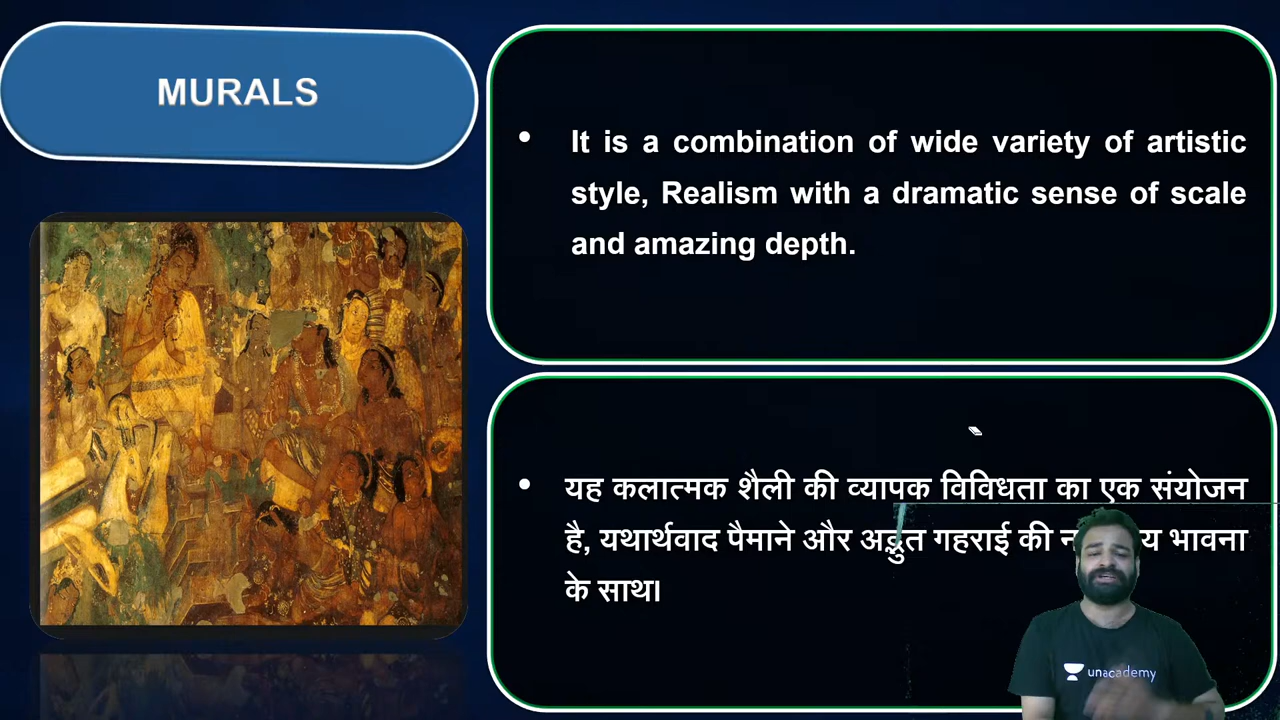 MURALS
• It is a combination of wide variety of artistic
style, Realism with a dramatic sense of scale
and amazing depth.
• यह कलात्मक शैली की व्यापक विविधता का एक संयोजन
है, यथार्थवाद पैमाने और अद्भुत गहराई की भावना
के साथ।
unacademy